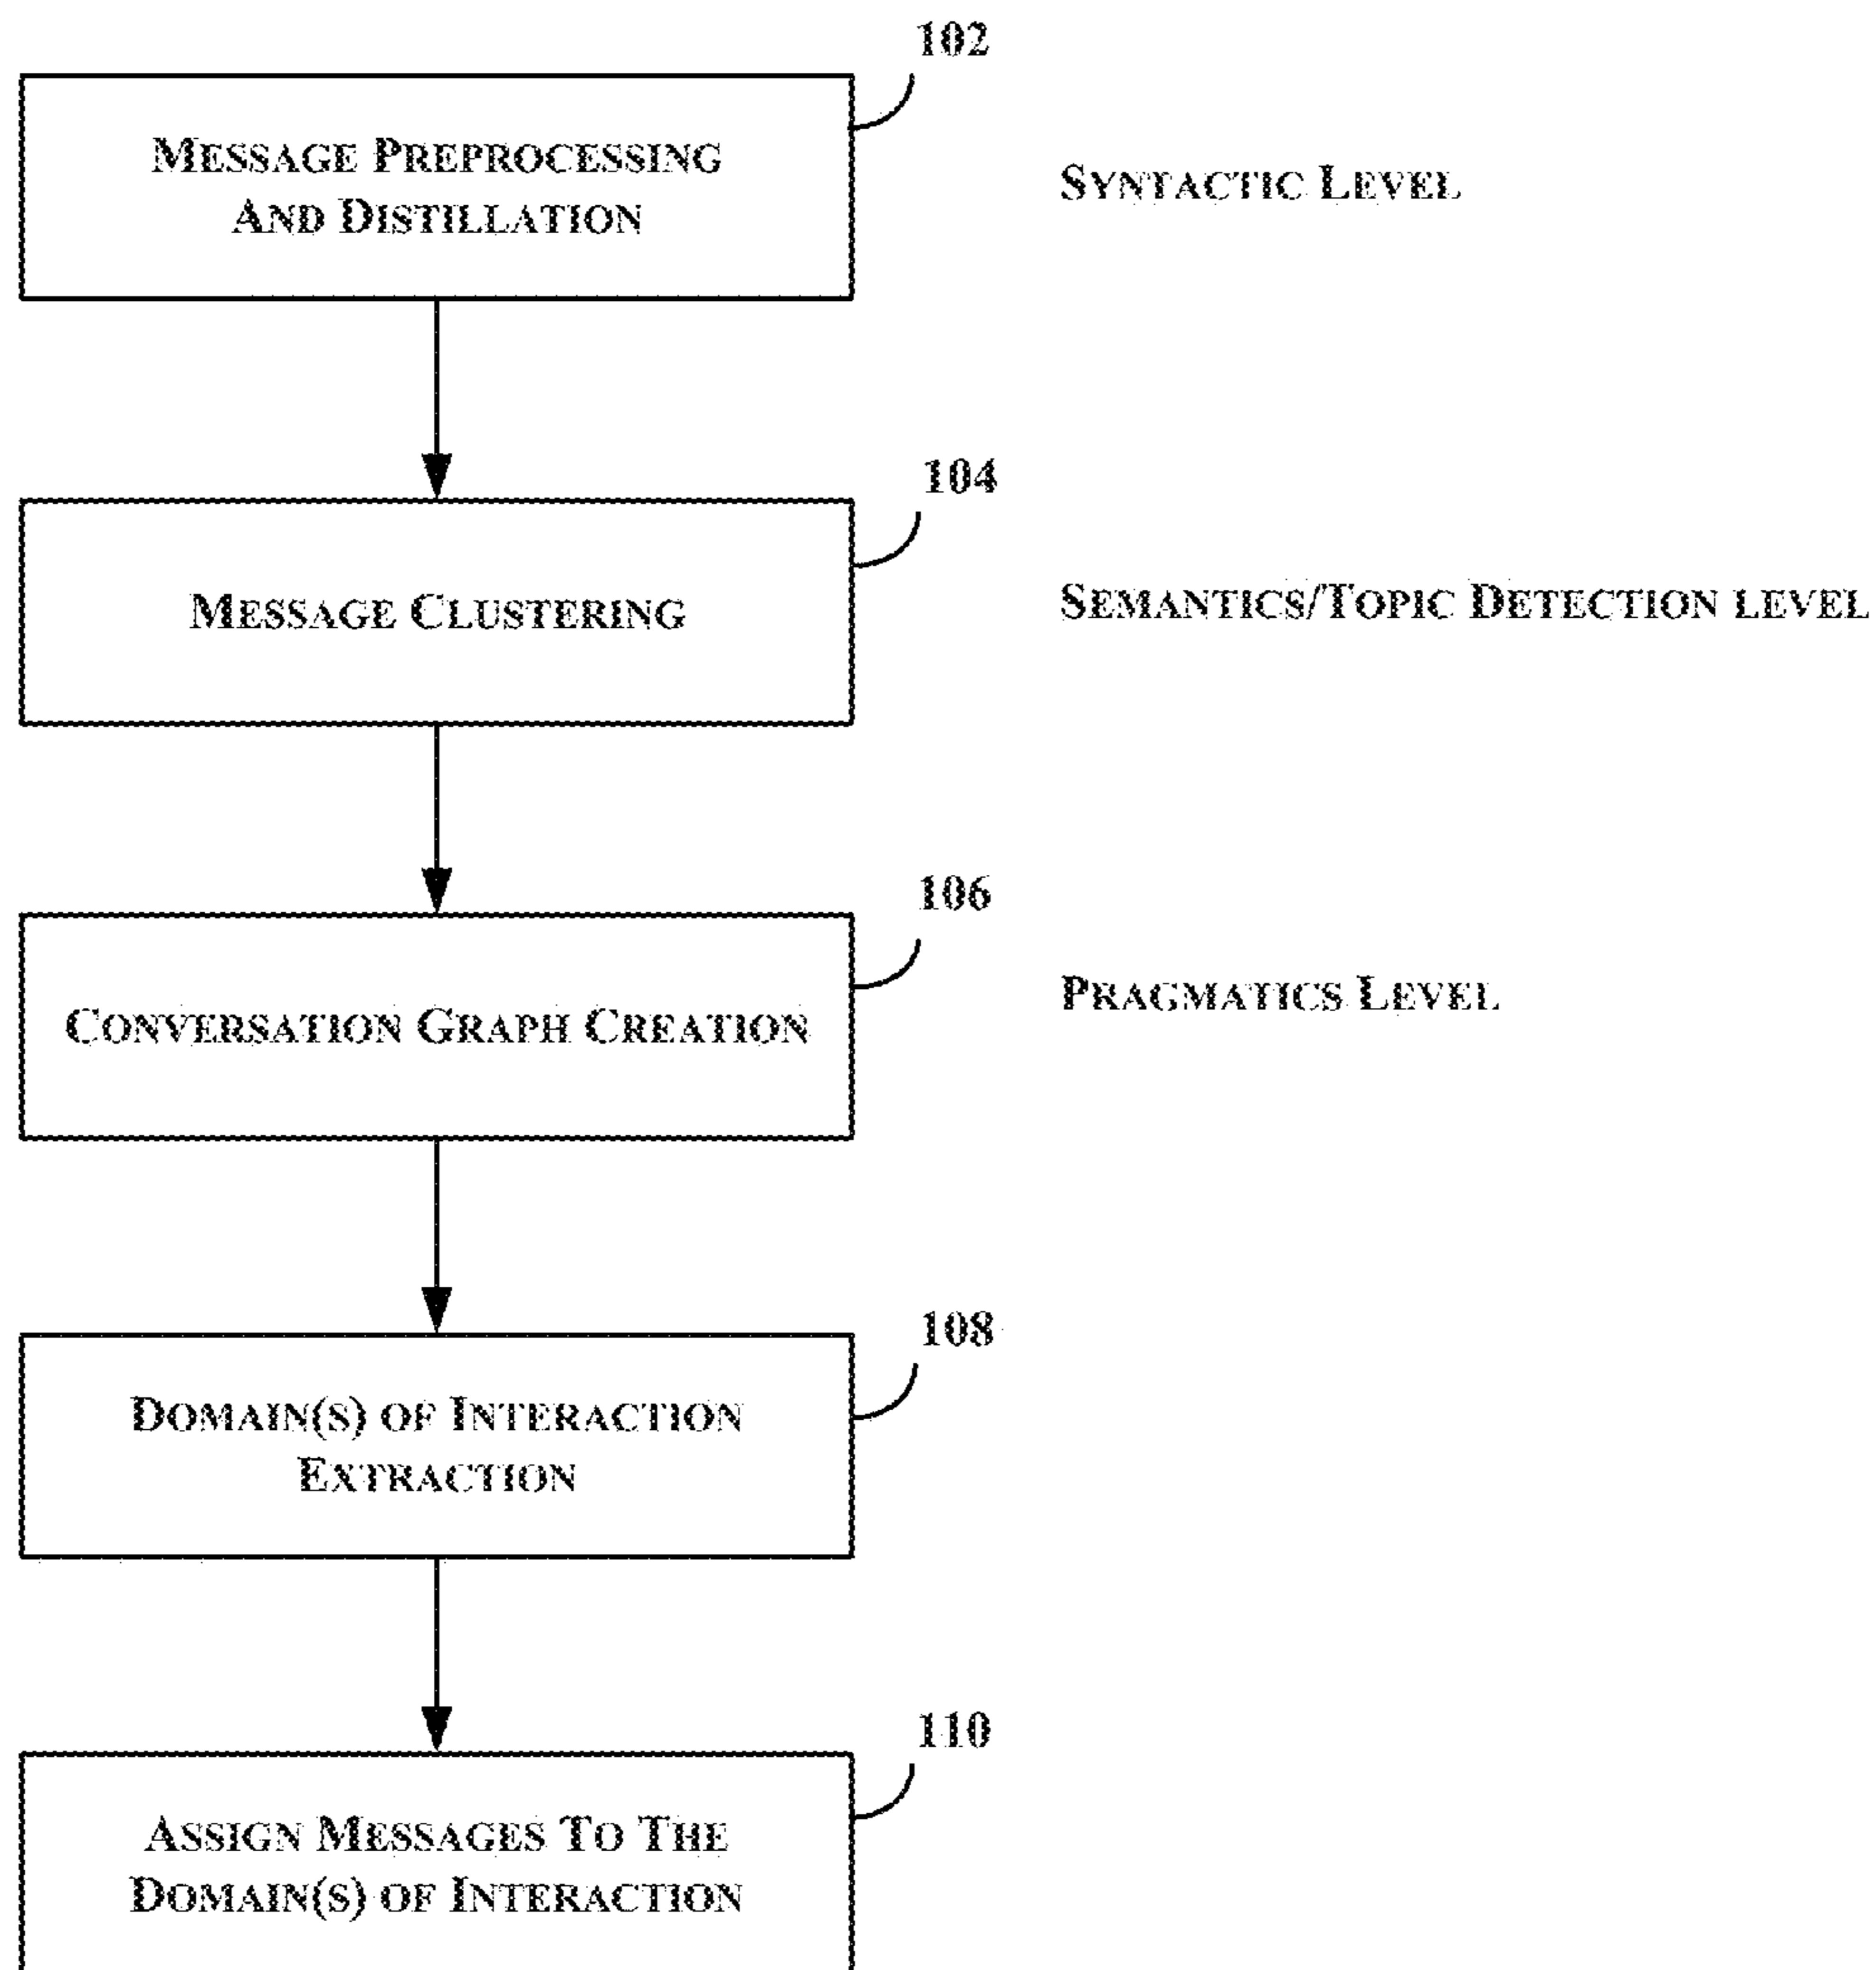 102
MESSAGE PREPROCESSING
AND DISTILLATION
SYNTACTIC LEVEL
104
MESSAGE CLUSTERING
SEMANTICS/TOPIC DETECTION LEVEL
106
CONVERSATION GRAPH CREATION
PRAGMATICS LEVEL
108
DOMAIN(S) OF INTERACTION
EXTRACTION
110
ASSIGN MESSAGES TO THE
DOMAIN(S) OF INTERACTION